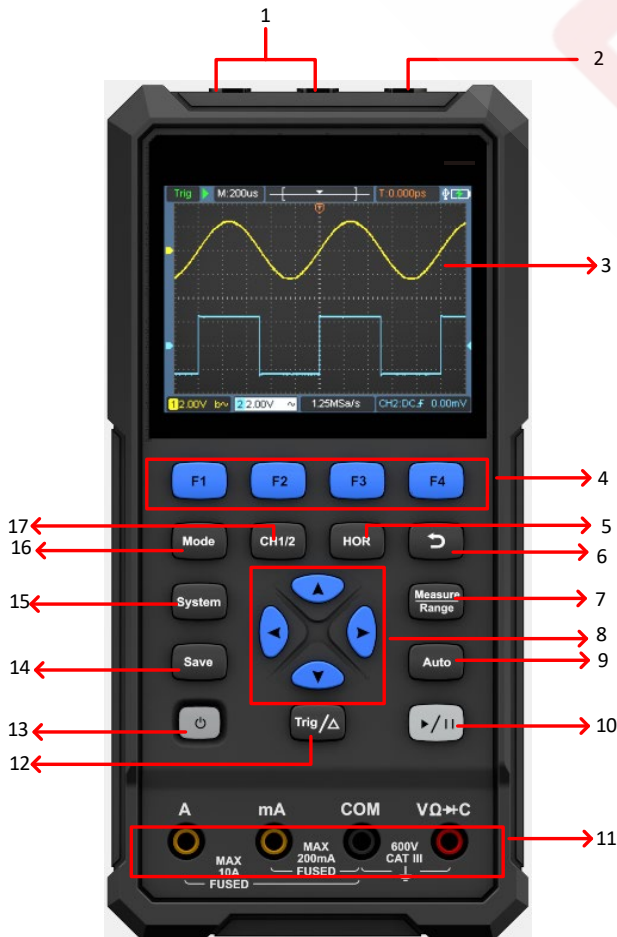 1
2
Trig M:200us T:0.000ps
T
3
1 2.00V 2 2.00V 1.25MSa/s CH2:DC 0.00mV
F1 F2 F3 F4
4
17
5
Mode CH1/2 HOR
16
6
System
Measure
Range
15
7
8
Save
Auto
14
9
13
Trig/△
10
12
A mA COM VΩC
11
MAX
10A
FUSED
MAX
200mA
FUSED
600V
CAT III